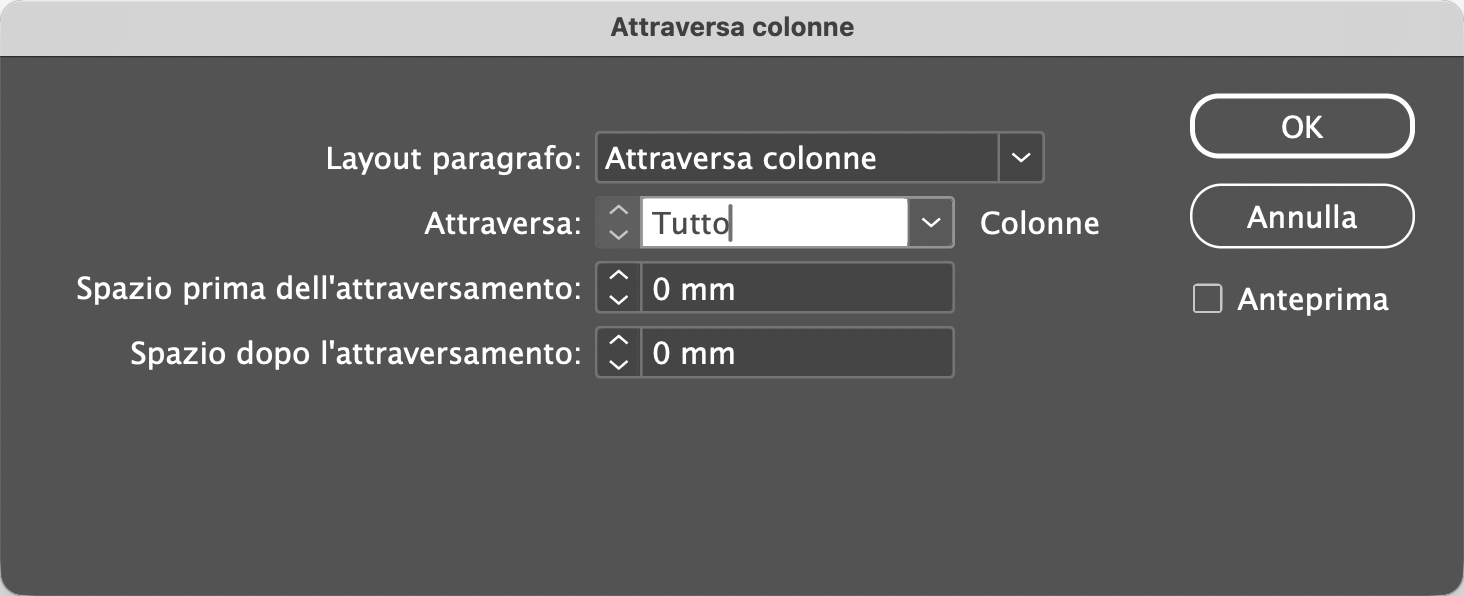 Attraversa colonne
Layout paragrafo: Attraversa colonne
Attraversa: Tutto Colonne
Spazio prima dell'attraversamento: 0 mm
Spazio dopo l'attraversamento: 0 mm
OK
Annulla
Anteprima